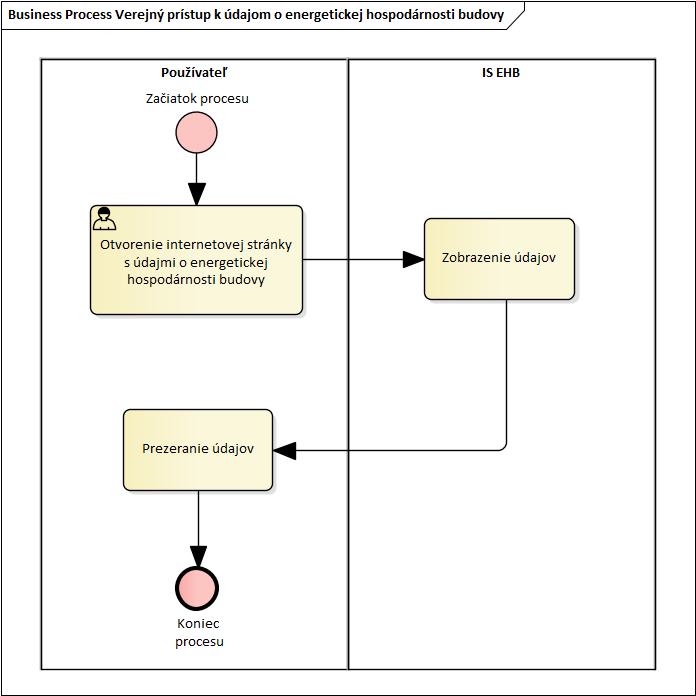 Business Process Verejný prístup k údajom o energetickej hospodárnosti budovy
Používateľ
IS EHB
Začiatok procesu
Otvorenie internetovej stránky
s údajmi o energetickej
hospodárnosti budovy
Zobrazenie údajov
Prezeranie údajov
Koniec
procesu